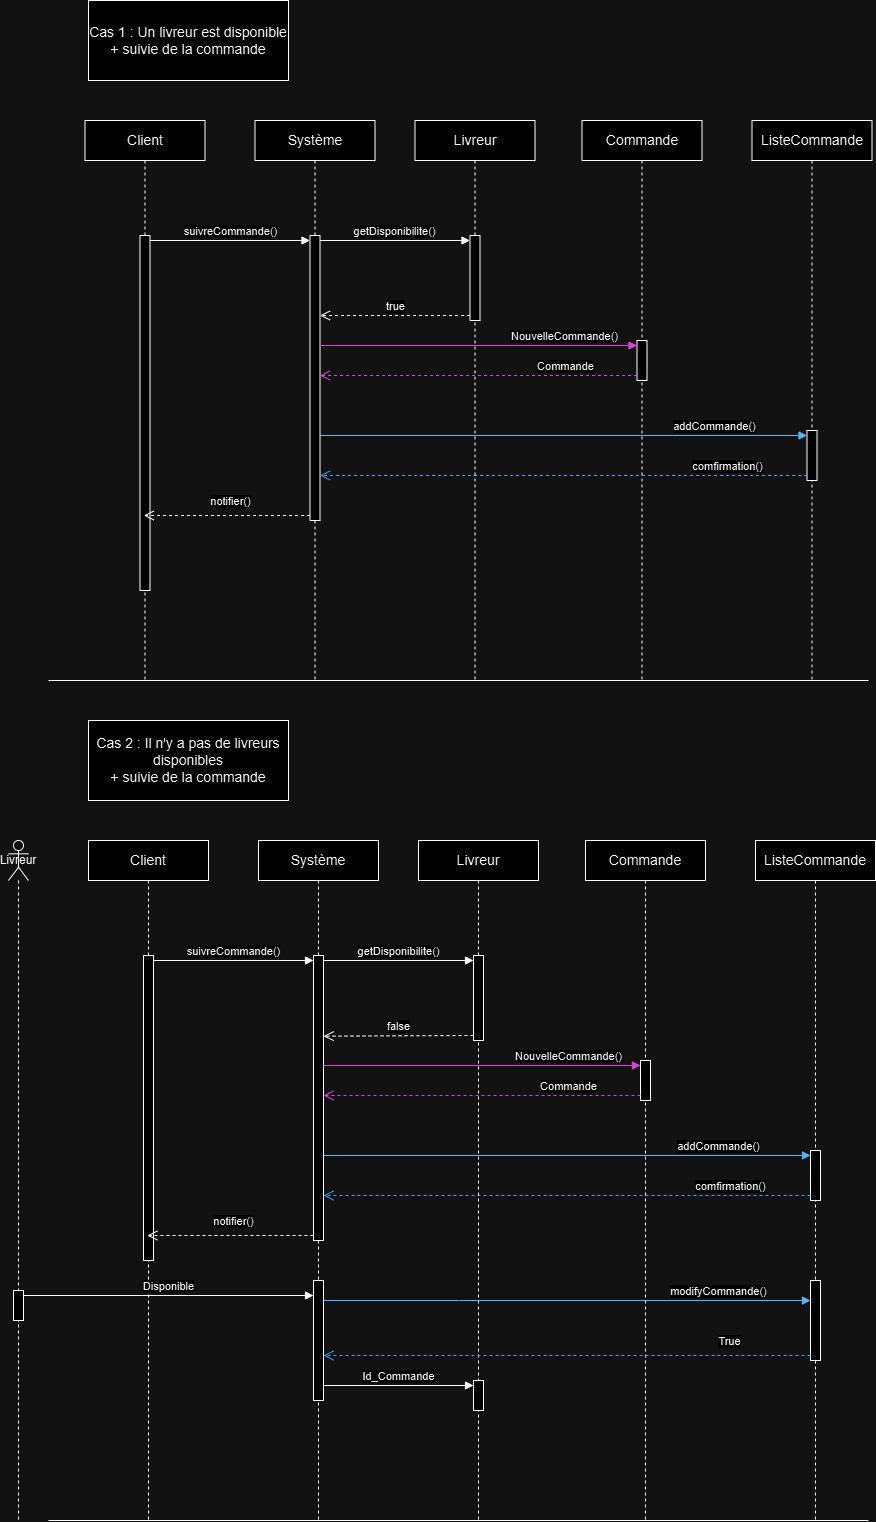 Cas 1 : Un livreur est disponible
+ suivie de la commande
Client
Système
Livreur
Commande
ListeCommande
suivreCommande()
getDisponibilite()
true
NouvelleCommande()
Commande
addCommande()
comfirmation()
notifier()
Cas 2 : Il n'y a pas de livreurs
disponibles
+ suivie de la commande
Livreur
Client
Système
Livreur
Commande
ListeCommande
suivreCommande()
getDisponibilite()
false
NouvelleCommande()
Commande
addCommande()
comfirmation()
notifier()
Disponible
modifyCommande()
True
Id_Commande